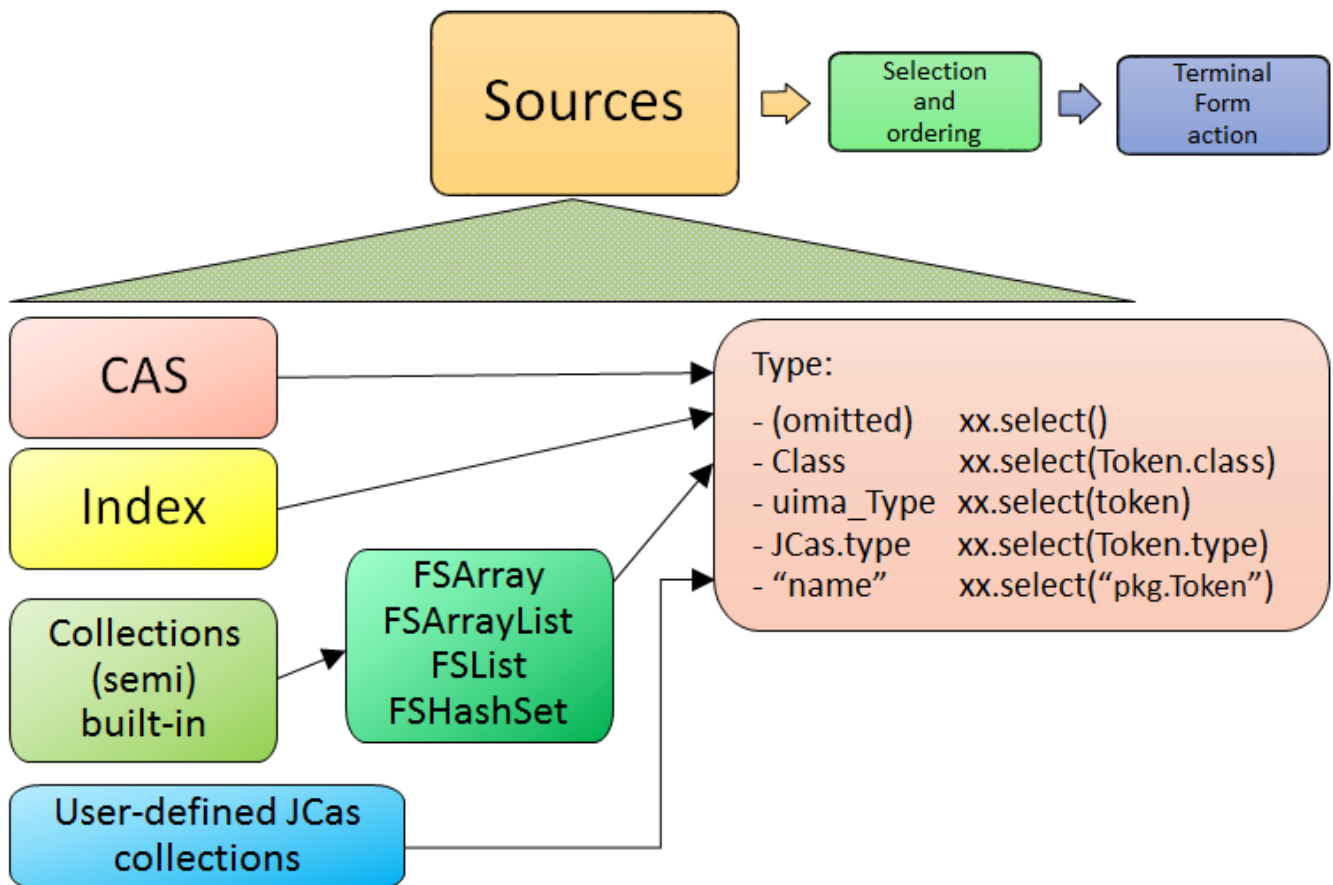 Sources
Selection
and
ordering
Terminal
Form
action
CAS
Index
Collections
(semi)
built-in
FSArray
FSArrayList
FSList
FSHashSet
User-defined JCas
collections
Type:
- (omitted) xx.select()
- Class xx.select(Token.class)
- uima_Type xx.select(token)
- JCas.type xx.select(Token.type)
- “name” xx.select(“pkg.Token”)